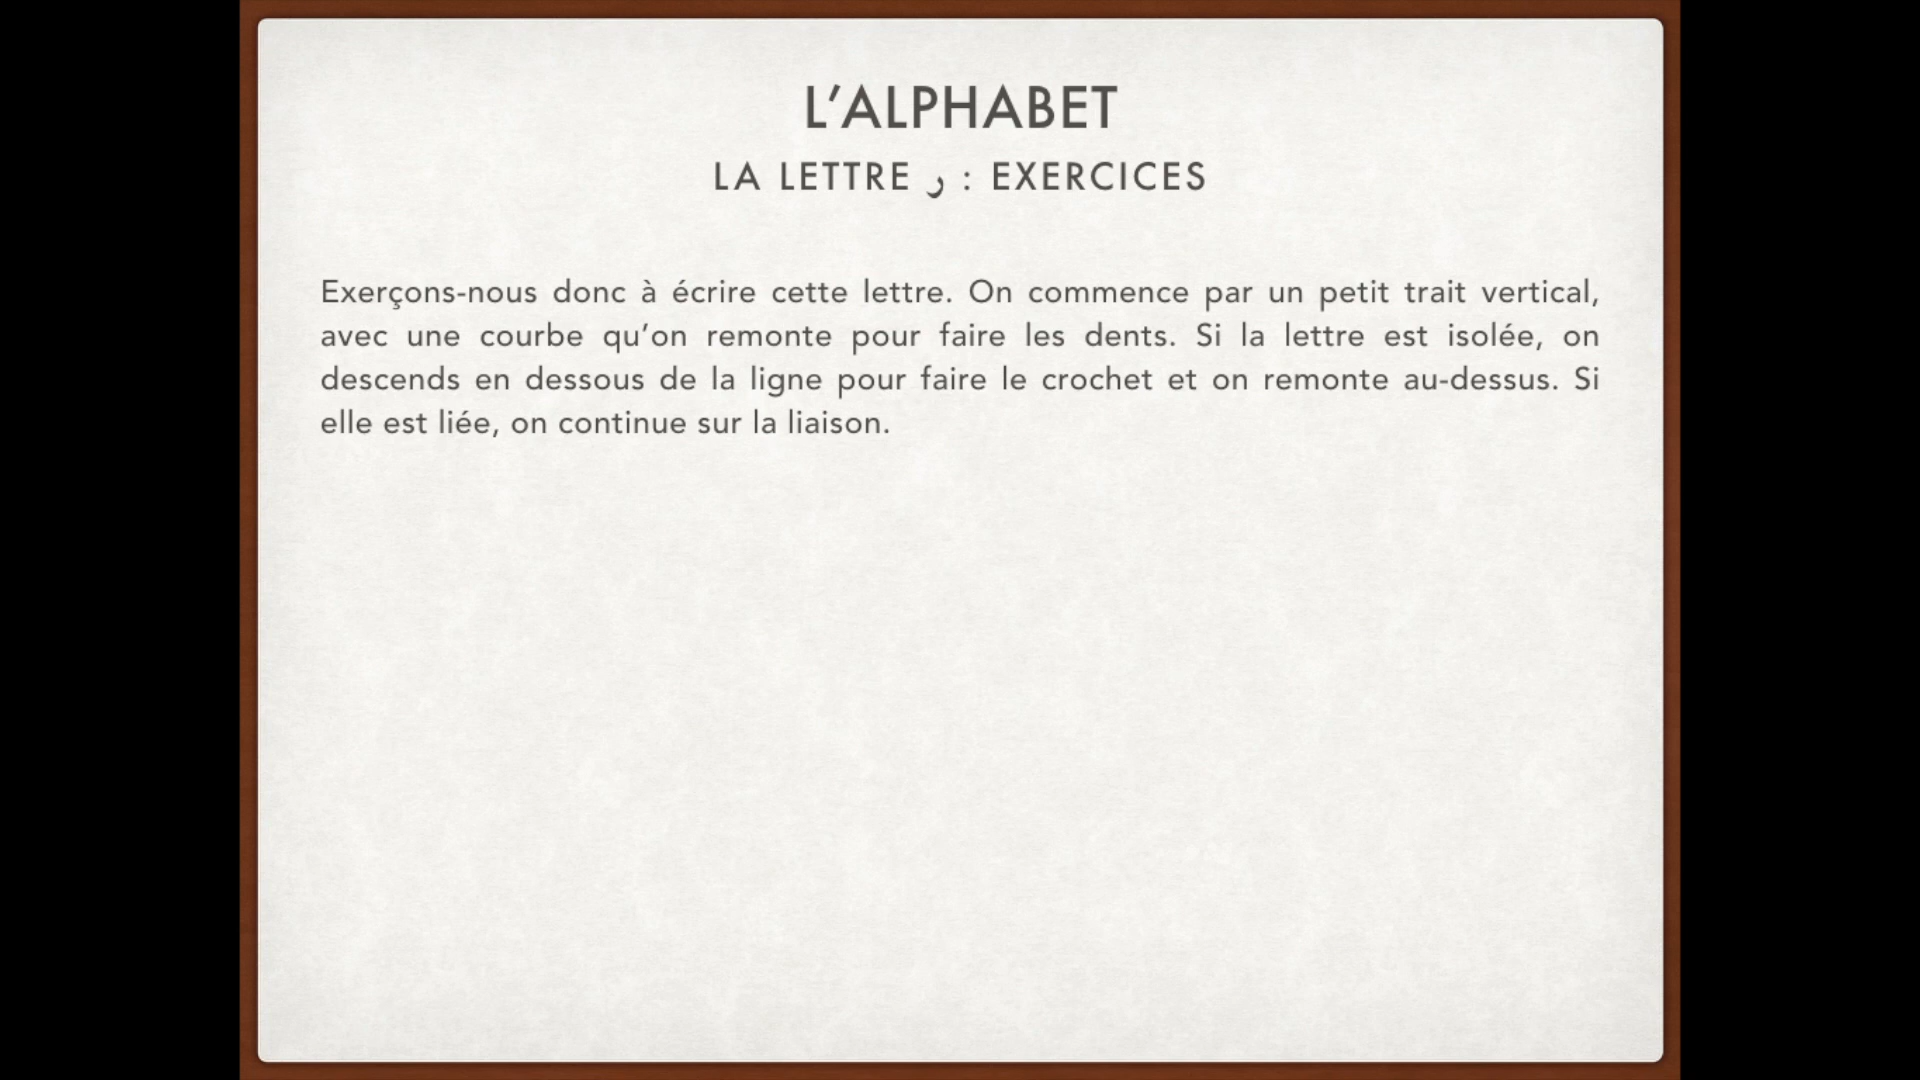 L’ALPHABET
LA LETTRE ر : EXERCICES
Exerçons-nous donc à écrire cette lettre. On commence par un petit trait vertical,
avec une courbe qu’on remonte pour faire les dents. Si la lettre est isolée, on
descends en dessous de la ligne pour faire le crochet et on remonte au-dessus. Si
elle est liée, on continue sur la liaison.